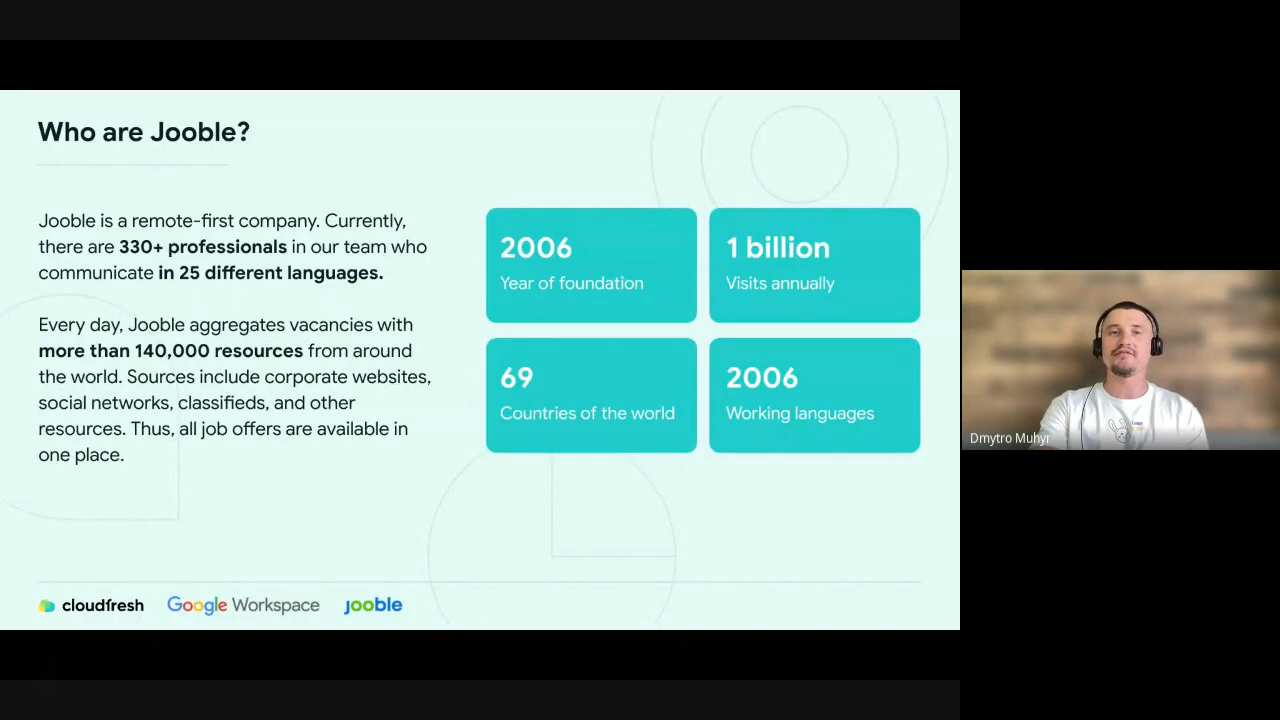 Who are Jooble?
Jooble is a remote-first company. Currently,
there are 330+ professionals in our team who
communicate in 25 different languages.
Every day, Jooble aggregates vacancies with
more than 140,000 resources from around
the world. Sources include corporate websites,
social networks, classifieds, and other
resources. Thus, all job offers are available in
one place.
2006
Year of foundation
1 billion
Visits annually
69
Countries of the world
2006
Working languages
cloudfresh
Google Workspace
jooble
Dmytro Muhyr